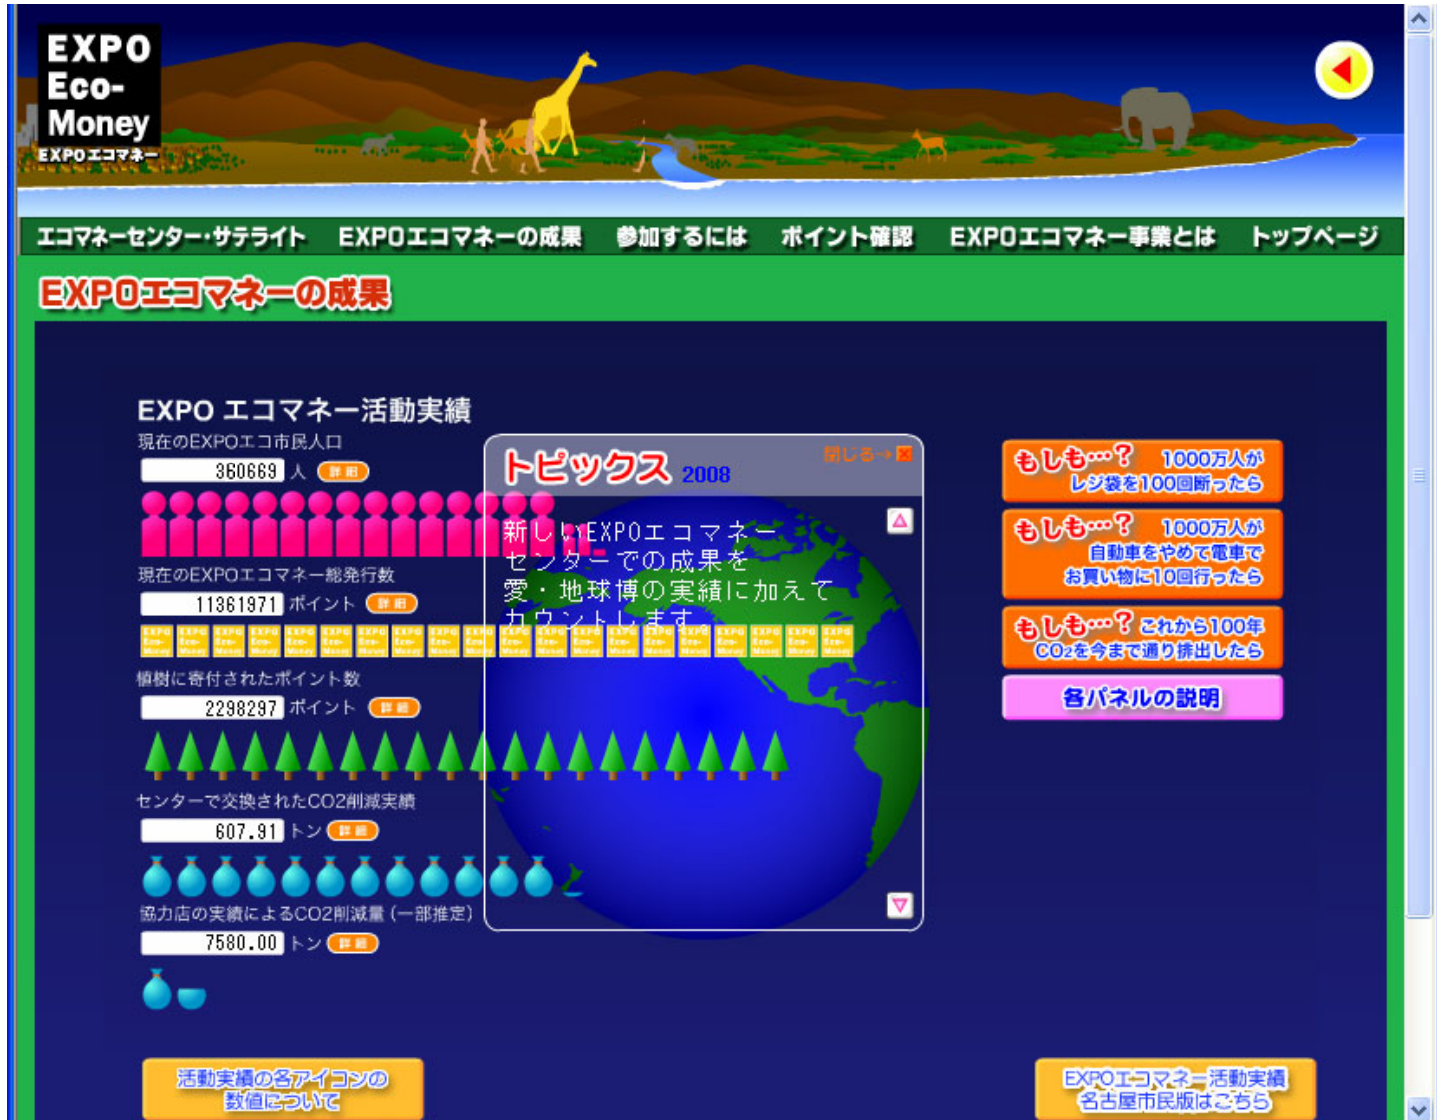 EXPO
Eco-
Money
EXPOエコマネー
エコマネーセンター・サテライト EXPOエコマネーの成果 参加するには ポイント確認 EXPOエコマネー事業とは トップページ
EXPOエコマネーの成果
EXPO エコマネー活動実績
現在のEXPOエコ市民人口
360669 人 詳細
現在のEXPOエコマネー総発行数
11361971 ポイント 詳細
植樹に寄付されたポイント数
2298297 ポイント 詳細
センターで交換されたCO2削減実績
607.91 トン 詳細
協力店の実績によるCO2削減量(一部推定)
7580.00 トン 詳細
トピックス 2008 閉じる→
新しいEXPOエコマネー
センターでの成果を
愛・地球博の実績に加えて
カウントします。
もしも…? 1000万人が
レジ袋を100回断ったら
もしも…? 1000万人が
自動車をやめて電車で
お買い物に10回行ったら
もしも…? これから100年
CO2を今まで通り排出したら
各パネルの説明
活動実績の各アイコンの
数値について
EXPOエコマネー活動実績
名古屋市民版はこちら